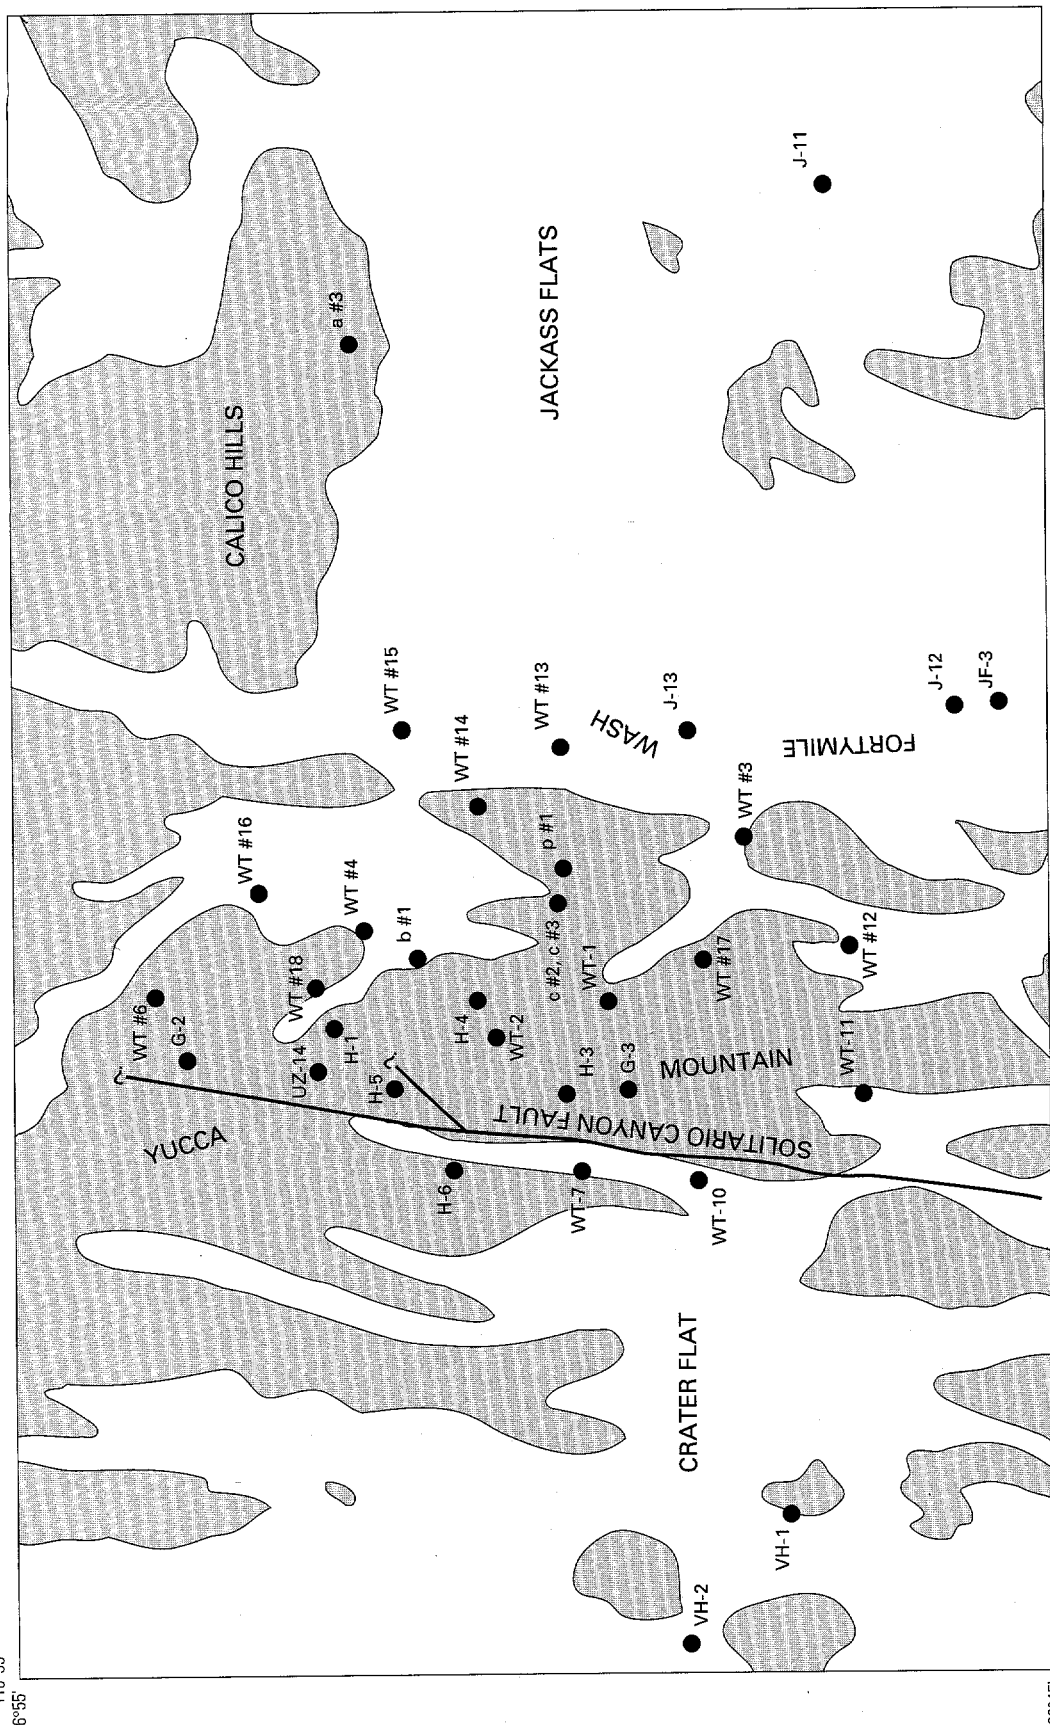 J-11
a #3
JACKASS FLATS
CALICO HILLS
WT #15
WT #13
WT #14
WASH
J-13
J-12
JF-3
FORTYMILE
WT #16
WT #4
p #1
WT #3
b #1
WT #18
c #2, c #3
WT-1
WT #17
WT #12
WT #6
G-2
UZ-14
H-1
H-4
WT-2
H-5
H-3
G-3
MOUNTAIN
WT-11
?
?
YUCCA
SOLITARIO CANYON FAULT
H-6
WT-7
WT-10
CRATER FLAT
VH-1
VH-2
6°55'